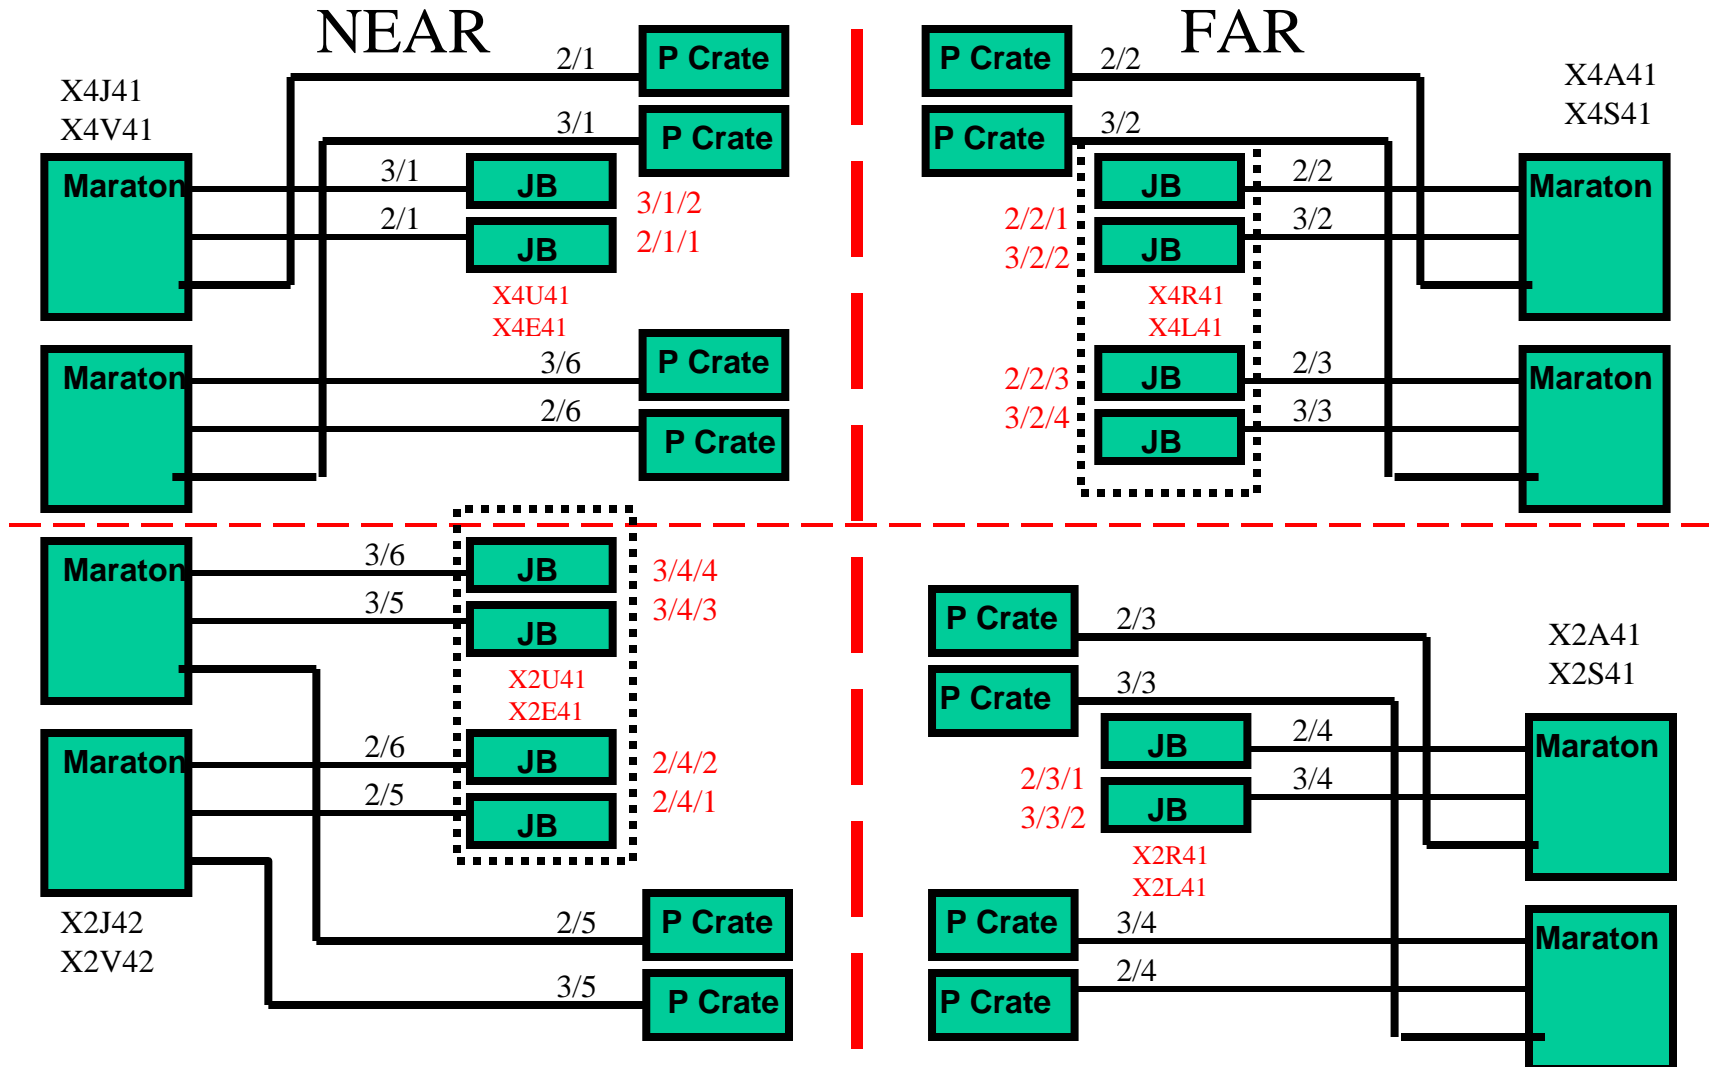 NEAR
X4J41
X4V41
2/1
P Crate
3/1
P Crate
Maraton
3/1
JB
3/1/2
2/1
JB
2/1/1
X4U41
X4E41
Maraton
3/6
P Crate
2/6
P Crate
FAR
P Crate
2/2
X4A41
X4S41
P Crate
3/2
JB
2/2
Maraton
2/2/1
3/2/2
JB
3/2
X4R41
X4L41
2/2/3
3/2/4
JB
2/3
Maraton
JB
3/3
Maraton
3/6
JB
3/4/4
3/5
JB
3/4/3
X2U41
X2E41
Maraton
2/6
JB
2/4/2
2/5
JB
2/4/1
X2J42
X2V42
2/5
P Crate
3/5
P Crate
P Crate
2/3
X2A41
X2S41
P Crate
3/3
JB
2/4
Maraton
2/3/1
3/3/2
JB
3/4
X2R41
X2L41
P Crate
3/4
Maraton
P Crate
2/4